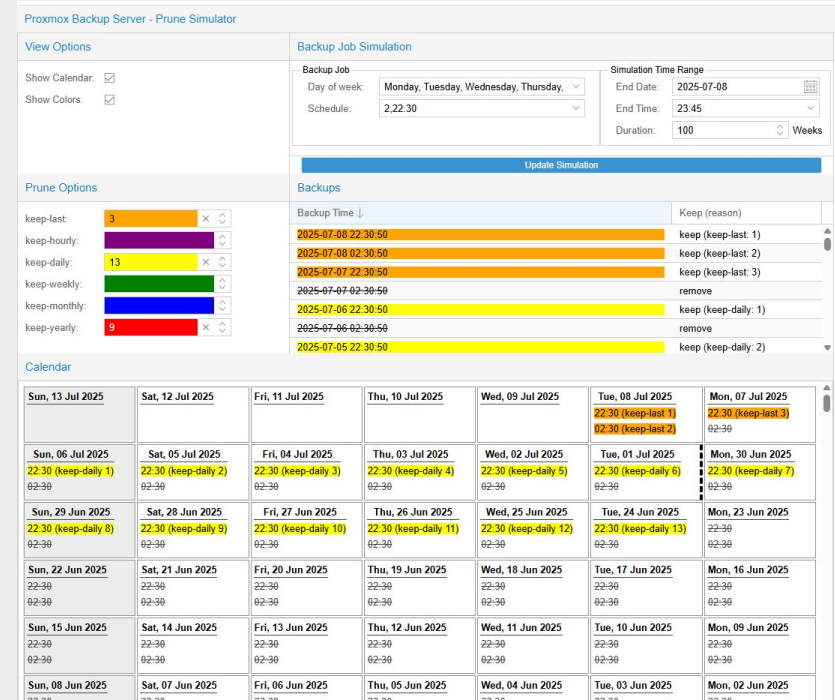 Proxmox Backup Server - Prune Simulator
View Options
Show Calendar:
Show Colors:
Backup Job Simulation
Backup Job
Day of week: Monday, Tuesday, Wednesday, Thursday,
Schedule: 2,22:30
Simulation Time Range
End Date: 2025-07-08
End Time: 23:45
Duration: 100 Weeks
Update Simulation
Prune Options
keep-last: 3
keep-hourly:
keep-daily: 13
keep-weekly:
keep-monthly:
keep-yearly: 9
Backups
Backup Time Keep (reason)
2025-07-08 22:30:50 keep (keep-last: 1)
2025-07-08 02:30:50 keep (keep-last: 2)
2025-07-07 22:30:50 keep (keep-last: 3)
2025-07-07 02:30:50 remove
2025-07-06 22:30:50 keep (keep-daily: 1)
2025-07-06 02:30:50 remove
2025-07-05 22:30:50 keep (keep-daily: 2)
Calendar
Sun, 13 Jul 2025 Sat, 12 Jul 2025 Fri, 11 Jul 2025 Thu, 10 Jul 2025 Wed, 09 Jul 2025 Tue, 08 Jul 2025 Mon, 07 Jul 2025
22:30 (keep-last 1) 22:30 (keep-last 3)
02:30 (keep-last 2) 02:30
Sun, 06 Jul 2025 Sat, 05 Jul 2025 Fri, 04 Jul 2025 Thu, 03 Jul 2025 Wed, 02 Jul 2025 Tue, 01 Jul 2025 Mon, 30 Jun 2025
22:30 (keep-daily 1) 22:30 (keep-daily 2) 22:30 (keep-daily 3) 22:30 (keep-daily 4) 22:30 (keep-daily 5) 22:30 (keep-daily 6) 22:30 (keep-daily 7)
02:30 02:30 02:30 02:30 02:30 02:30 02:30
Sun, 29 Jun 2025 Sat, 28 Jun 2025 Fri, 27 Jun 2025 Thu, 26 Jun 2025 Wed, 25 Jun 2025 Tue, 24 Jun 2025 Mon, 23 Jun 2025
22:30 (keep-daily 8) 22:30 (keep-daily 9) 22:30 (keep-daily 10) 22:30 (keep-daily 11) 22:30 (keep-daily 12) 22:30 (keep-daily 13) 22:30
02:30 02:30 02:30 02:30 02:30 02:30 02:30
Sun, 22 Jun 2025 Sat, 21 Jun 2025 Fri, 20 Jun 2025 Thu, 19 Jun 2025 Wed, 18 Jun 2025 Tue, 17 Jun 2025 Mon, 16 Jun 2025
22:30 22:30 22:30 22:30 22:30 22:30 22:30
02:30 02:30 02:30 02:30 02:30 02:30 02:30
Sun, 15 Jun 2025 Sat, 14 Jun 2025 Fri, 13 Jun 2025 Thu, 12 Jun 2025 Wed, 11 Jun 2025 Tue, 10 Jun 2025 Mon, 09 Jun 2025
22:30 22:30 22:30 22:30 22:30 22:30 22:30
02:30 02:30 02:30 02:30 02:30 02:30 02:30
Sun, 08 Jun 2025 Sat, 07 Jun 2025 Fri, 06 Jun 2025 Thu, 05 Jun 2025 Wed, 04 Jun 2025 Tue, 03 Jun 2025 Mon, 02 Jun 2025